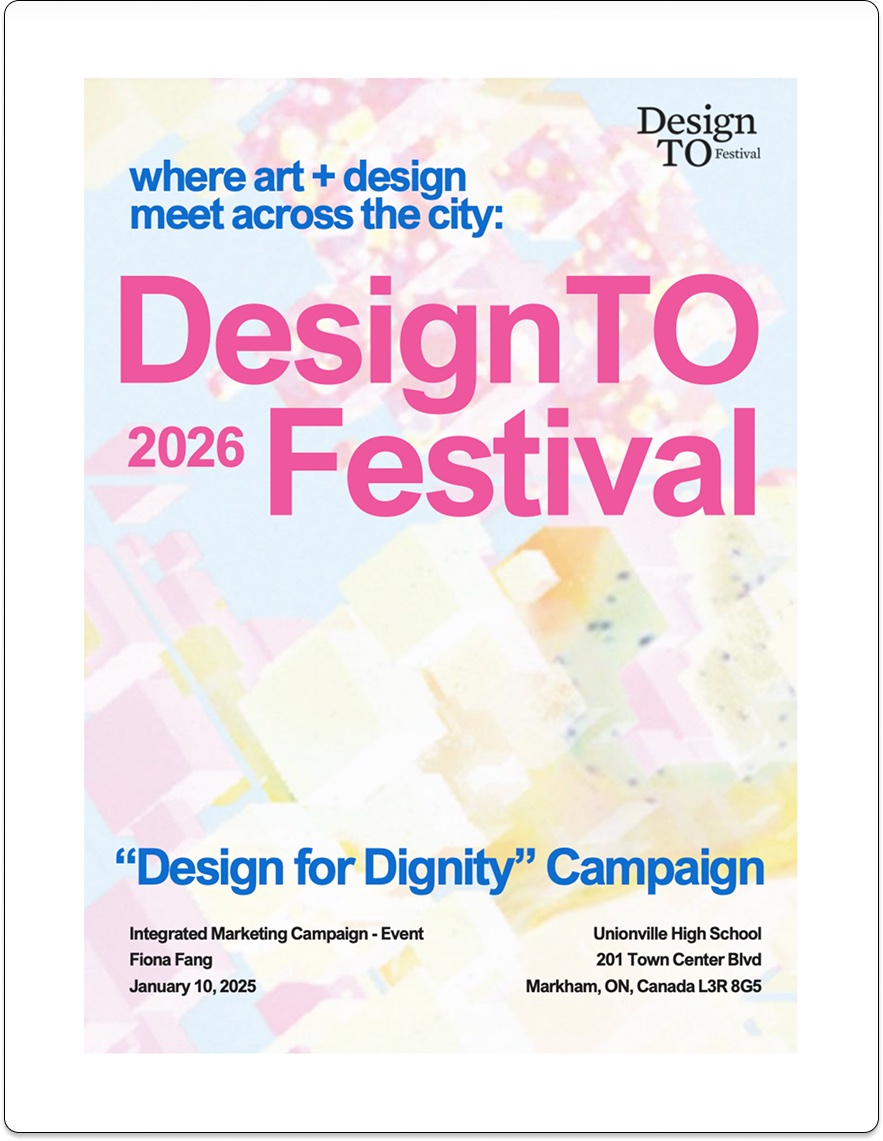 Design
TO Festival
where art + design
meet across the city:
DesignTO
2026 Festival
“Design for Dignity” Campaign
Integrated Marketing Campaign - Event
Fiona Fang
January 10, 2025
Unionville High School
201 Town Center Blvd
Markham, ON, Canada L3R 8G5